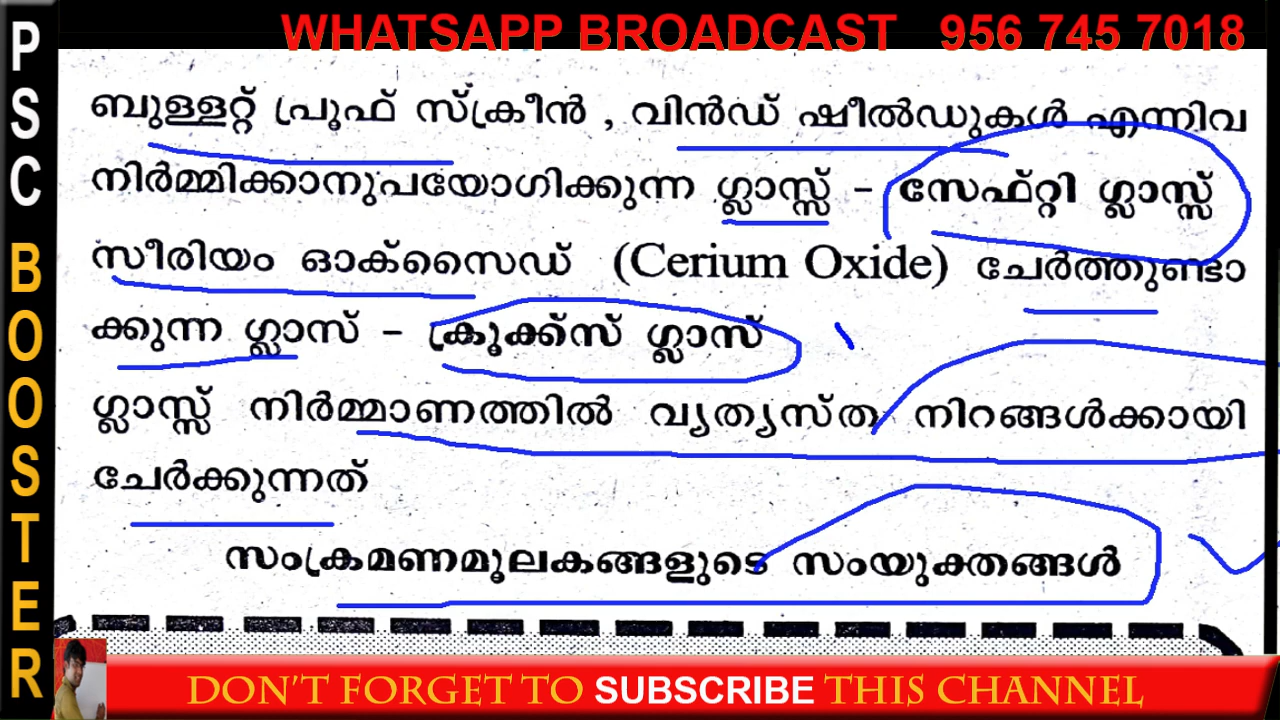 WHATSAPP BROADCAST 956 745 7018
PSC BOOSTER
ബുള്ളറ്റ് പ്രൂഫ് സ്ക്രീൻ , വിൻഡ് ഷീൽഡുകൾ എന്നിവ
നിർമ്മിക്കാനുപയോഗിക്കുന്ന ഗ്ലാസ്സ് – സേഫ്റ്റി ഗ്ലാസ്സ്
സീരിയം ഓക്സൈഡ് (Cerium Oxide) ചേർത്തുണ്ടാ
ക്കുന്ന ഗ്ലാസ് – ക്രൂക്ക്സ് ഗ്ലാസ്
ഗ്ലാസ്സ് നിർമ്മാണത്തിൽ വ്യത്യസ്ത നിറങ്ങൾക്കായി
ചേർക്കുന്നത്
സംക്രമണമൂലകങ്ങളുടെ സംയുക്തങ്ങൾ
DON'T FORGET TO SUBSCRIBE THIS CHANNEL